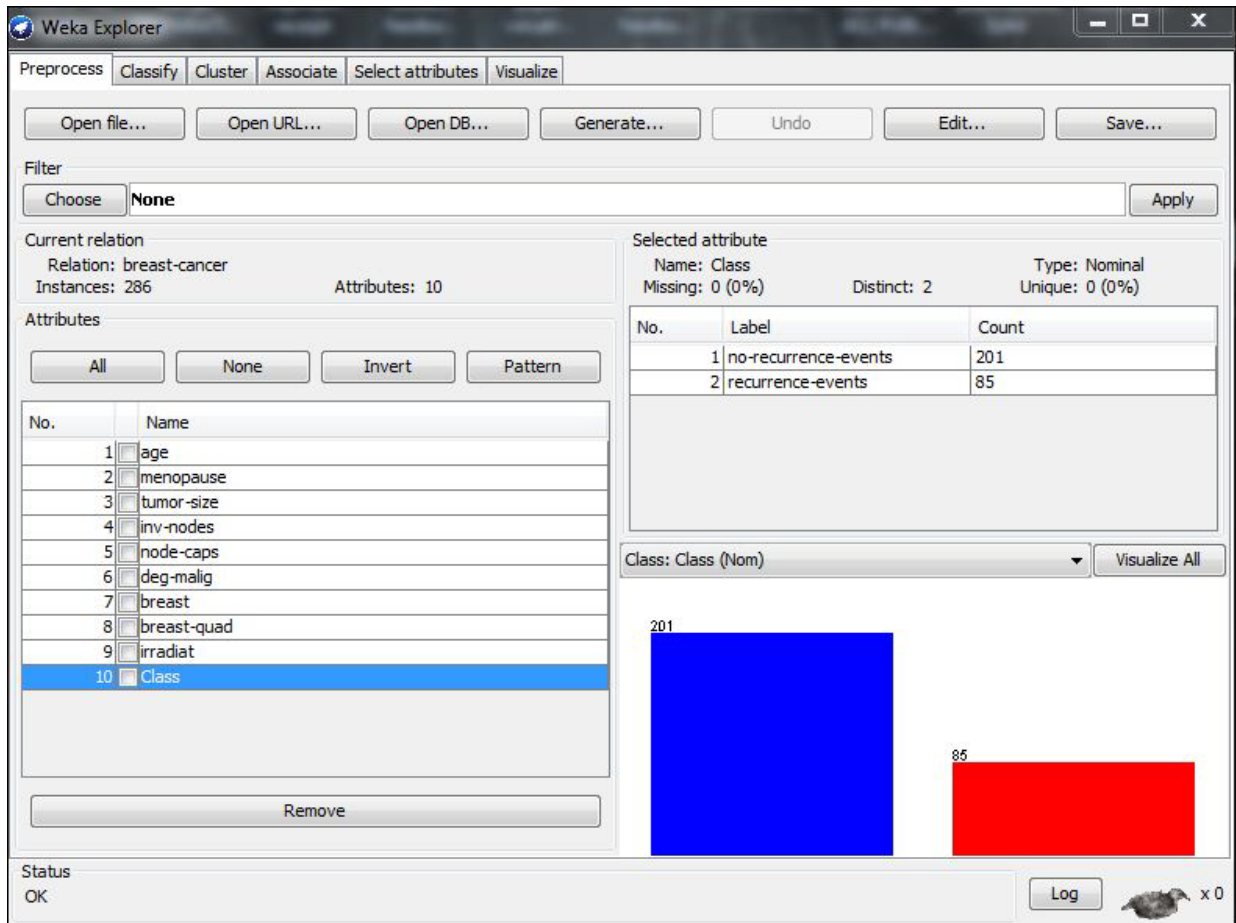 Weka Explorer
Preprocess Classify Cluster Associate Select attributes Visualize
Open file... Open URL... Open DB... Generate... Undo Edit... Save...
Filter
Choose None Apply
Current relation
Relation: breast-cancer
Instances: 286 Attributes: 10
Attributes
All None Invert Pattern
No. Name
1 age
2 menopause
3 tumor-size
4 inv-nodes
5 node-caps
6 deg-malig
7 breast
8 breast-quad
9 irradiat
10 Class
Remove
Selected attribute
Name: Class Type: Nominal
Missing: 0 (0%) Distinct: 2 Unique: 0 (0%)
No. Label Count
1 no-recurrence-events 201
2 recurrence-events 85
Class: Class (Nom) Visualize All
201
85
Status
OK
Log x 0